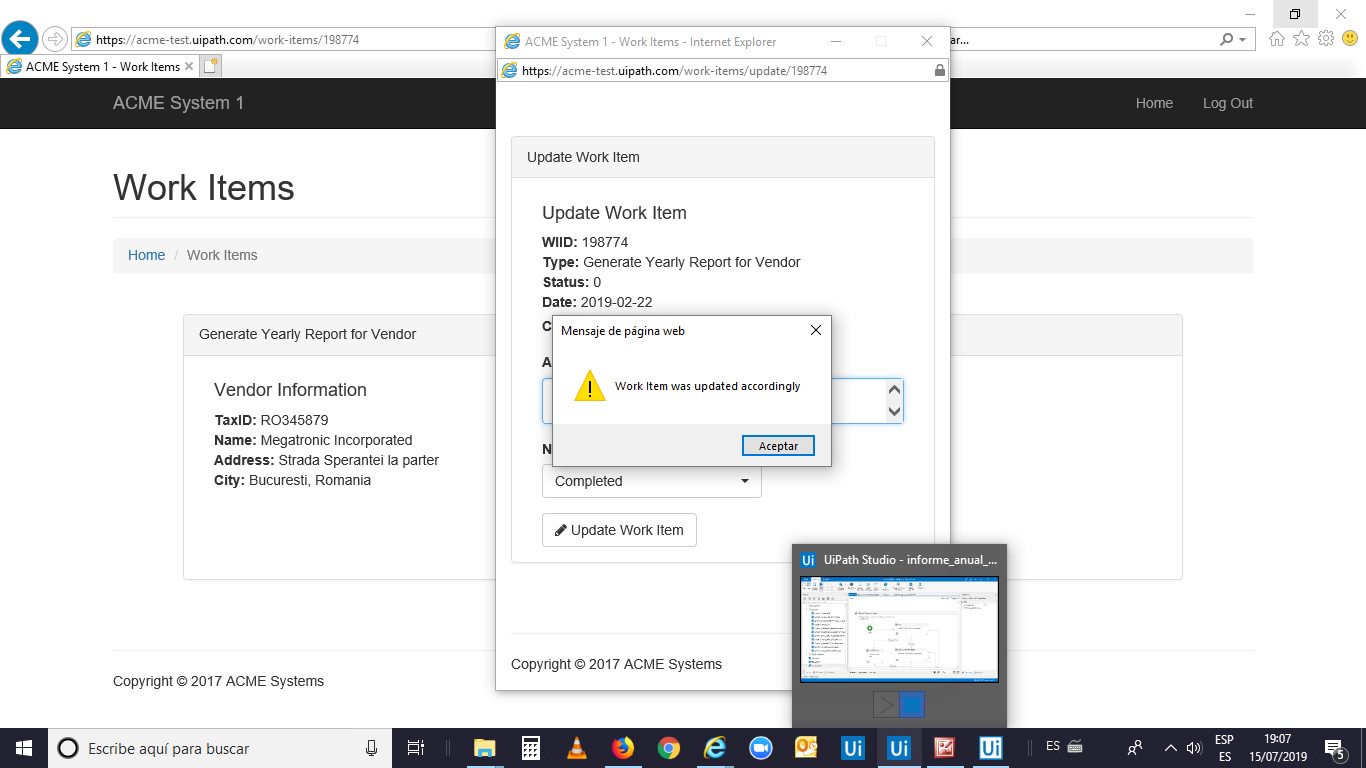 https://acme-test.uipath.com/work-items/198774
ar...
ACME System 1 - Work Items
ACME System 1 - Work Items - Internet Explorer
https://acme-test.uipath.com/work-items/update/198774
ACME System 1
Home
Log Out
Work Items
Home / Work Items
Generate Yearly Report for Vendor
Vendor Information
TaxID: RO345879
Name: Megatronic Incorporated
Address: Strada Sperantei la parter
City: Bucuresti, Romania
Copyright © 2017 ACME Systems
Update Work Item
Update Work Item
WIID: 198774
Type: Generate Yearly Report for Vendor
Status: 0
Date: 2019-02-22
C
A
N
Completed
Update Work Item
Copyright © 2017 ACME Systems
Mensaje de página web
Work Item was updated accordingly
Aceptar
Ui UiPath Studio - informe_anual_...
Escribe aquí para buscar
Ui
Ui
Ui
ES
ESP
ES
19:07
15/07/2019
5